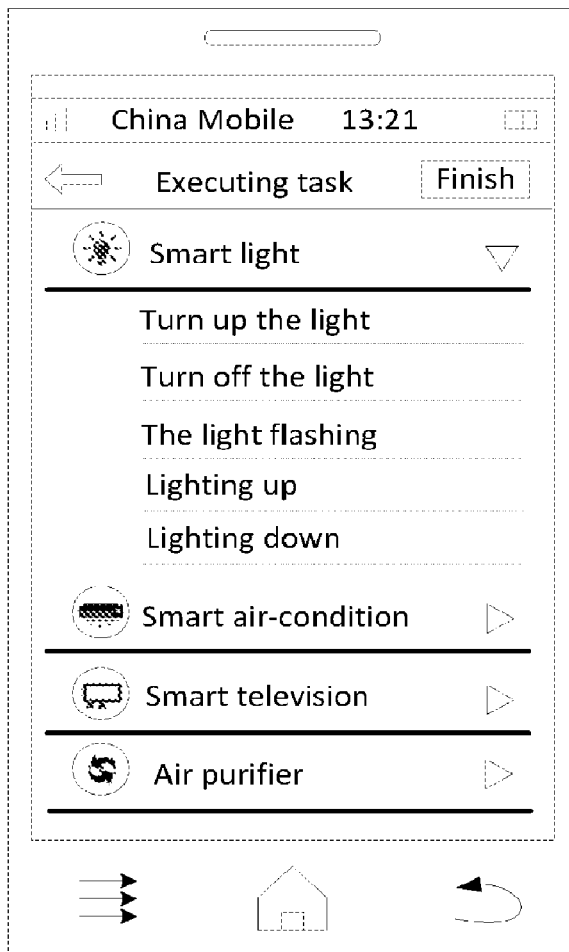 China Mobile 13:21
Executing task Finish
Smart light
Turn up the light
Turn off the light
The light flashing
Lighting up
Lighting down
Smart air-condition
Smart television
Air purifier